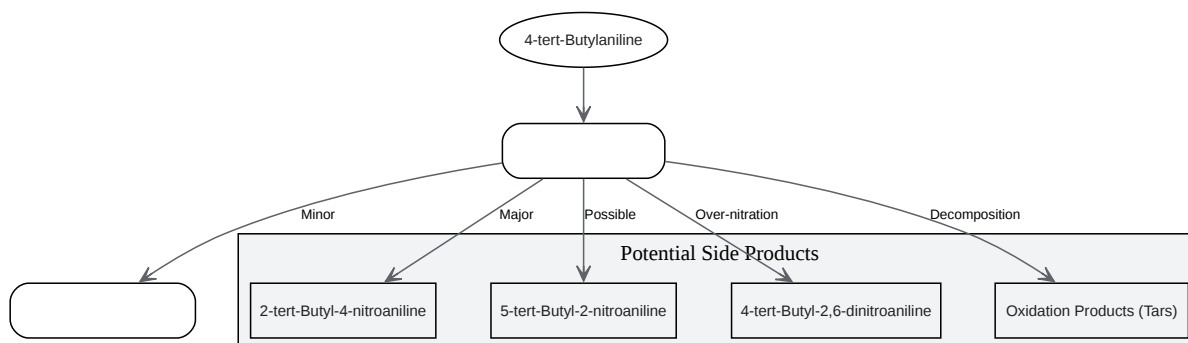 4-tert-Butylaniline
Minor
Major
Possible
Over-nitration
Decomposition
Potential Side Products
2-tert-Butyl-4-nitroaniline
5-tert-Butyl-2-nitroaniline
4-tert-Butyl-2,6-dinitroaniline
Oxidation Products (Tars)